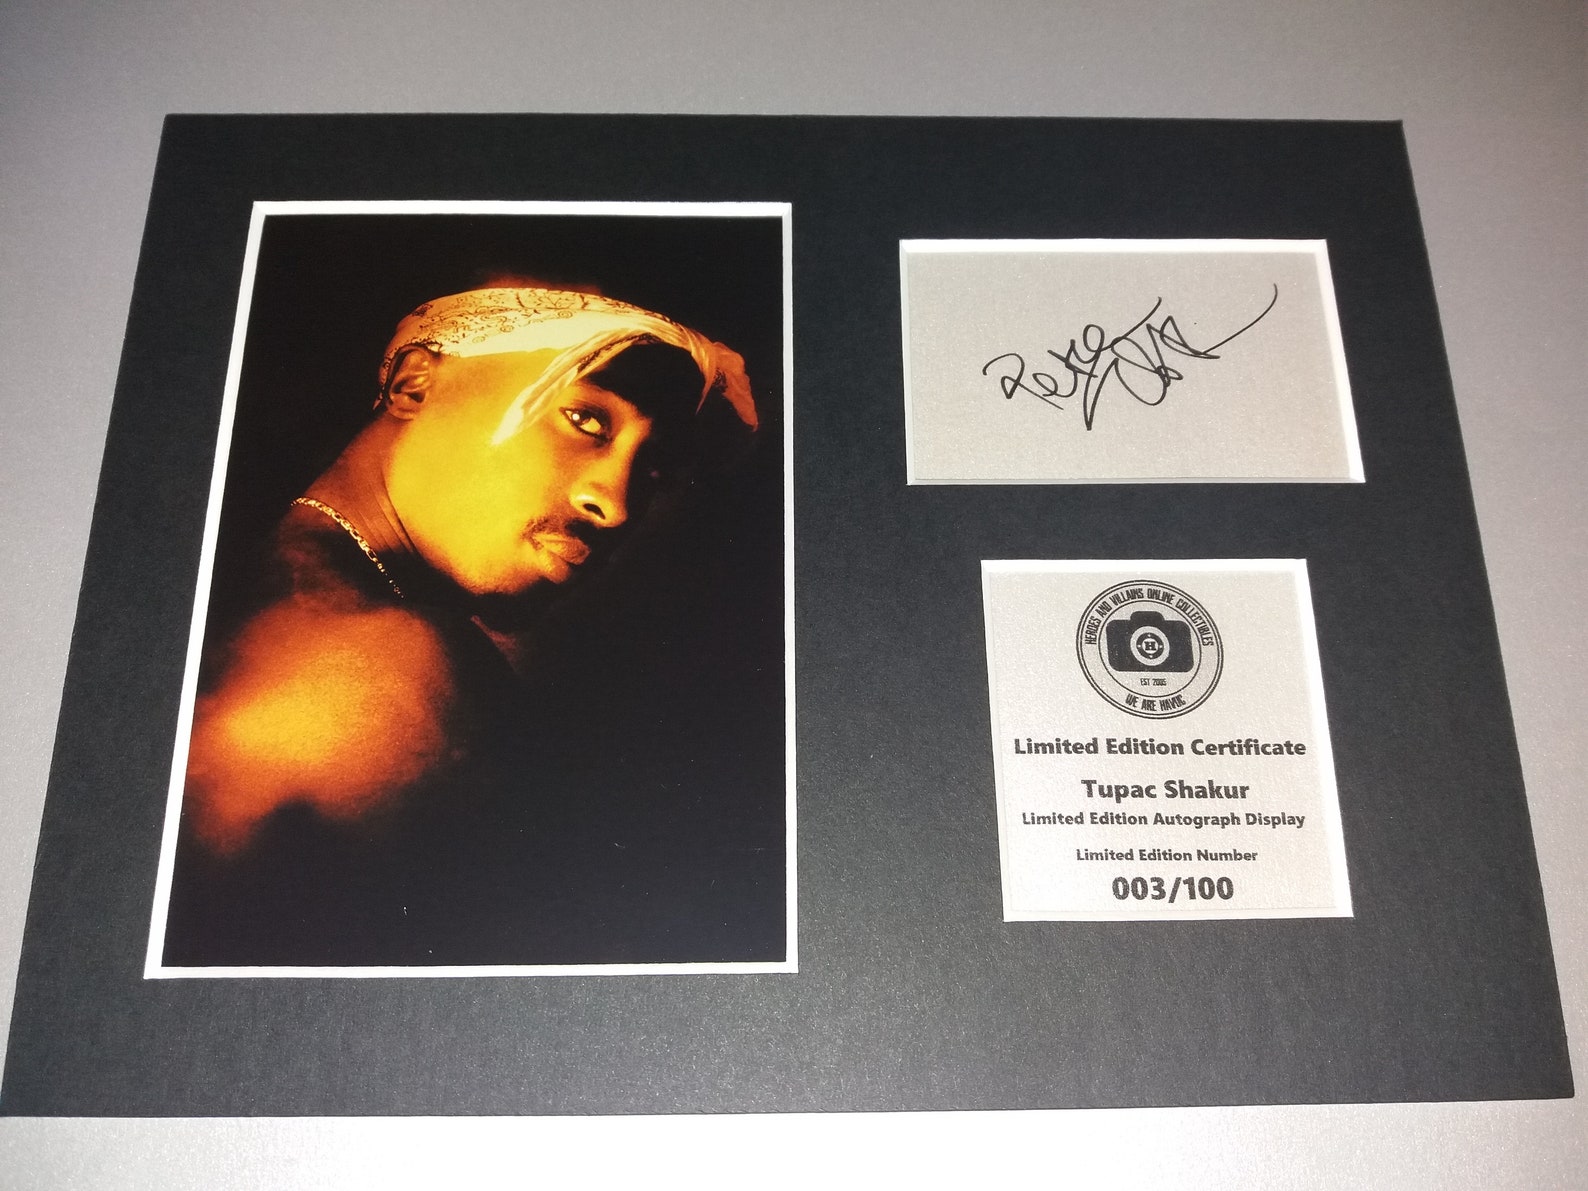 HEROES AND VILLAINS ONLINE COLLECTIBLES
H
EST 2005
WE ARE HAVOC
Limited Edition Certificate
Tupac Shakur
Limited Edition Autograph Display
Limited Edition Number
003/100